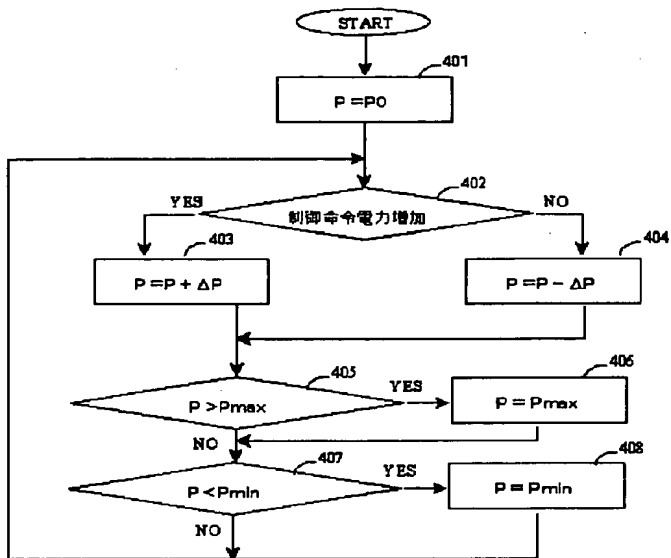 START
401
P=P0
402
YES
制御命令電力増加
NO
403
404
P=P+ΔP
P=P−ΔP
405
406
P>Pmax
YES
P=Pmax
NO
407
408
P<Pmin
YES
P=Pmin
NO